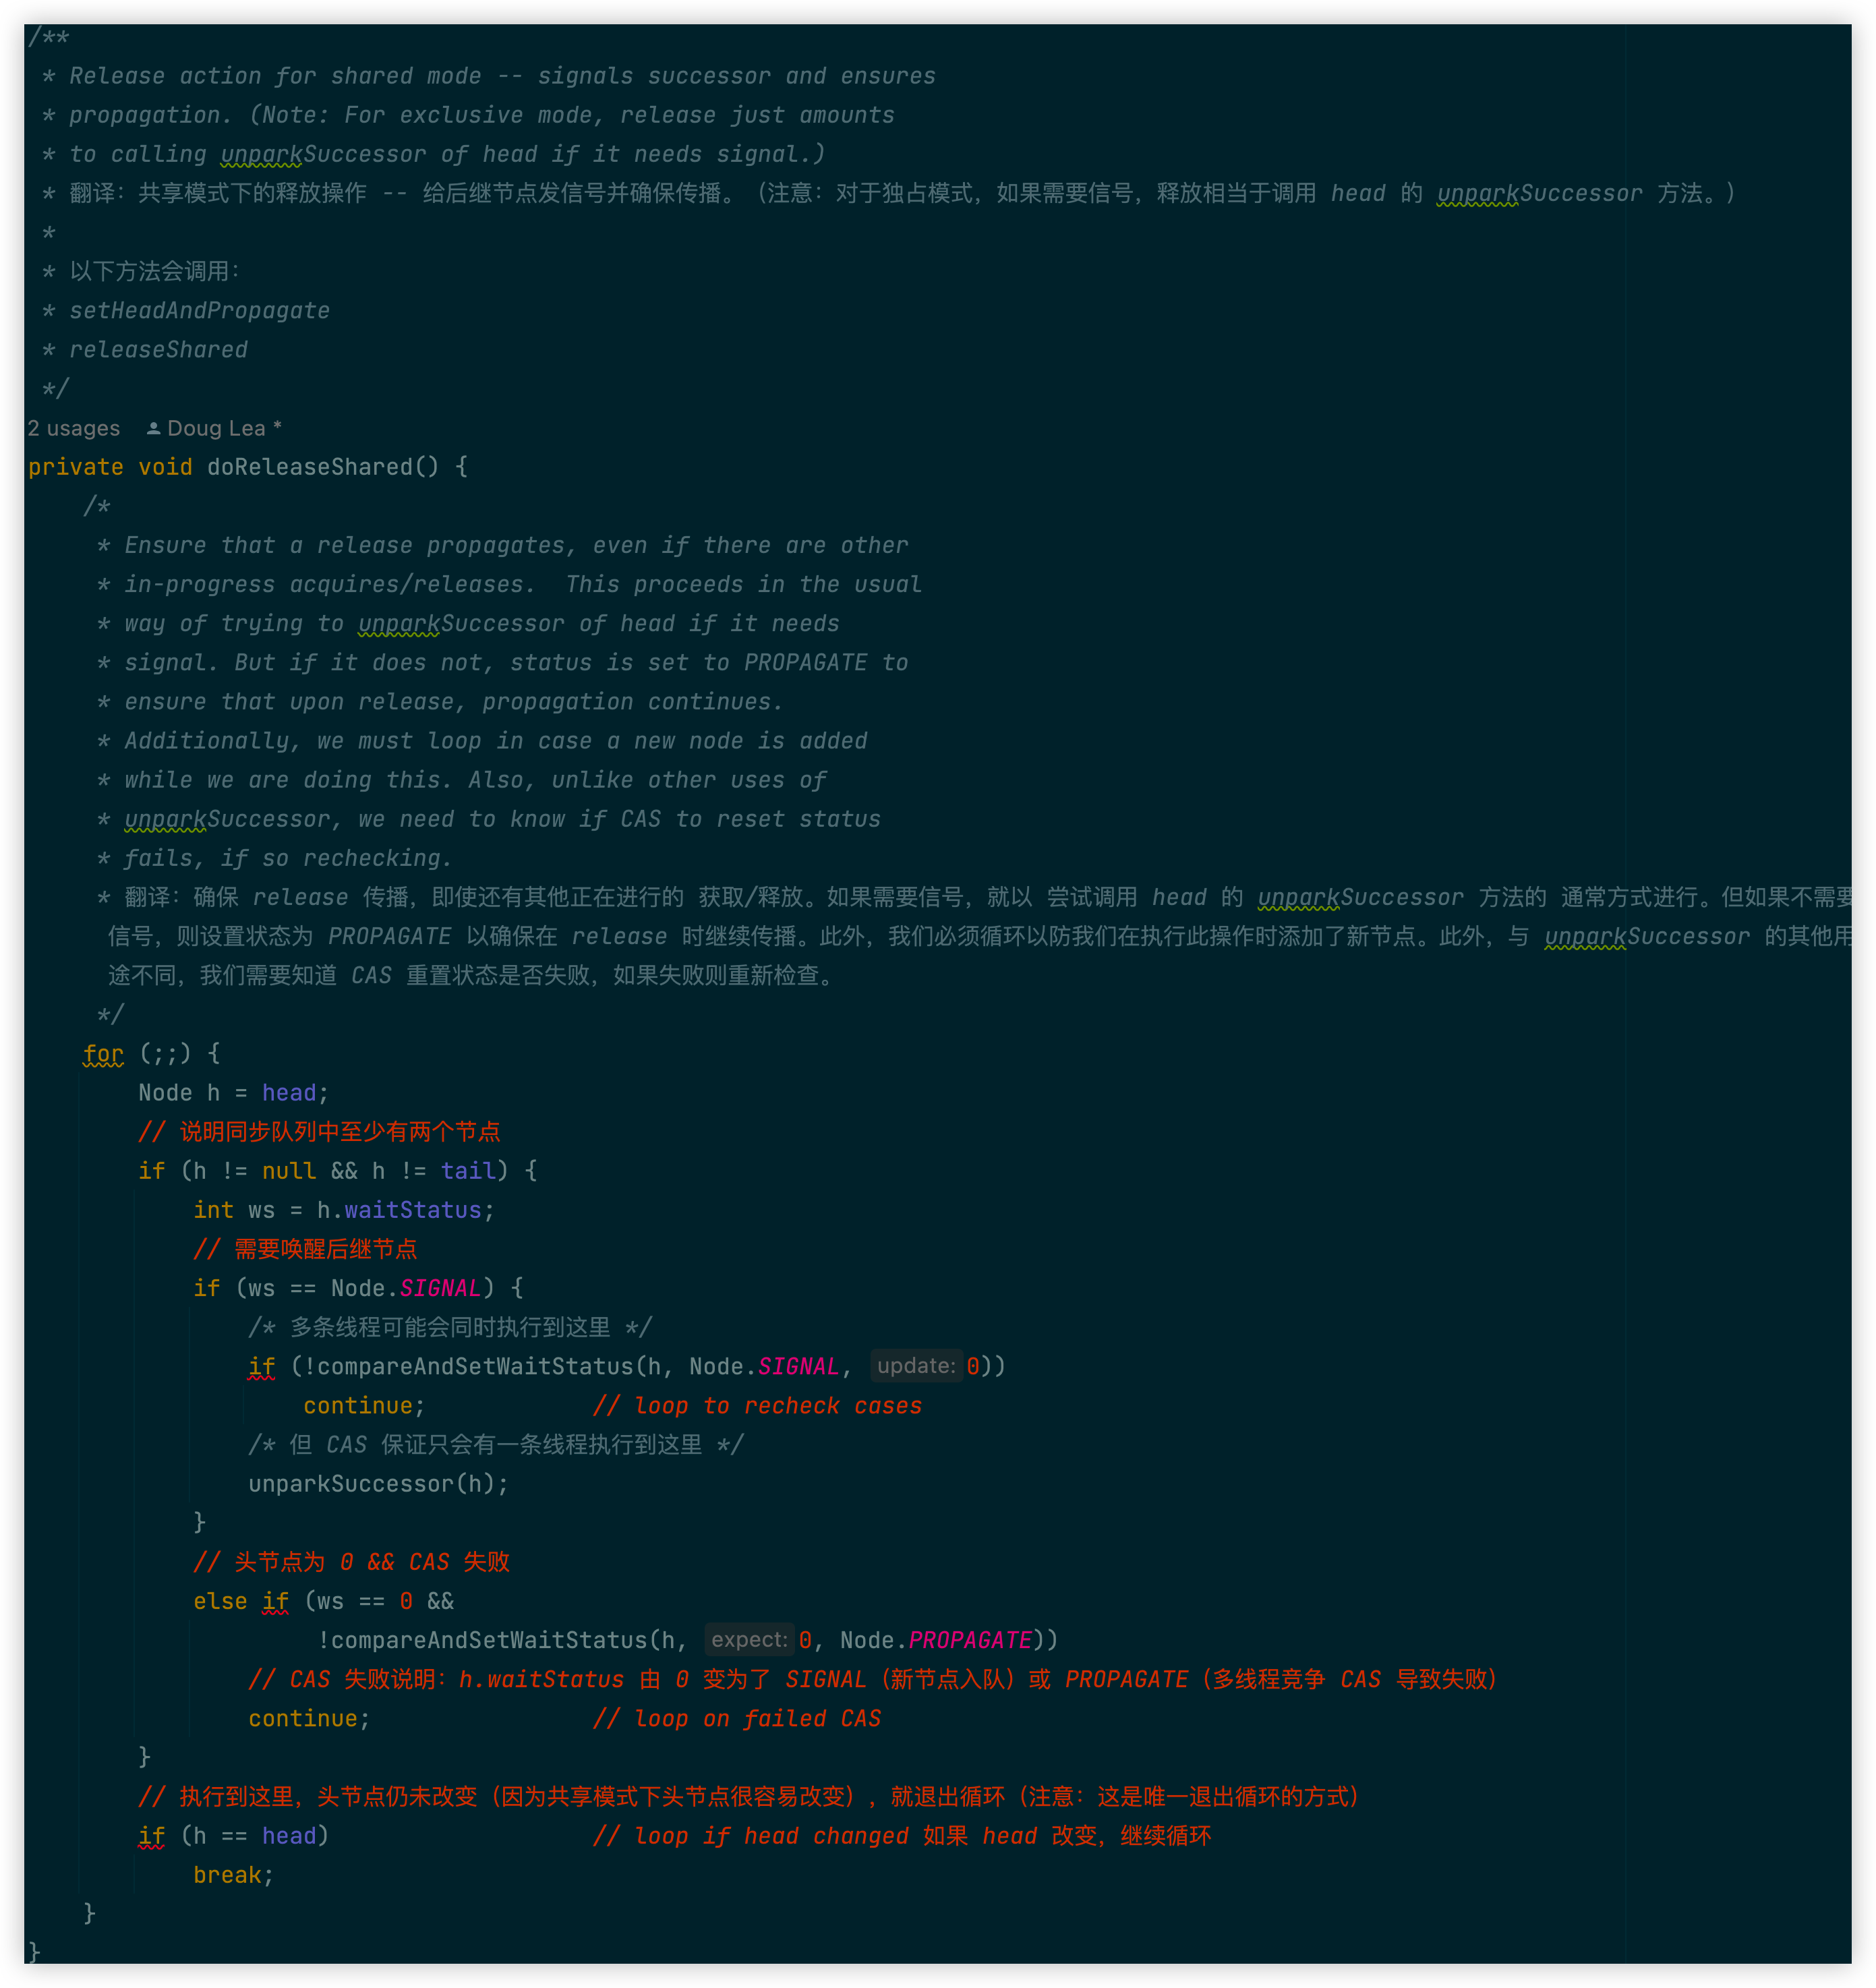 /**
 * Release action for shared mode -- signals successor and ensures
 * propagation. (Note: For exclusive mode, release just amounts
 * to calling unparkSuccessor of head if it needs signal.)
 * 翻译：共享模式下的释放操作 -- 给后继节点发信号并确保传播。（注意：对于独占模式，如果需要信号，释放相当于调用 head 的 unparkSuccessor 方法。）
 *
 * 以下方法会调用：
 * setHeadAndPropagate
 * releaseShared
 */
2 usages Doug Lea *
private void doReleaseShared() {
    /*
     * Ensure that a release propagates, even if there are other
     * in-progress acquires/releases.  This proceeds in the usual
     * way of trying to unparkSuccessor of head if it needs
     * signal. But if it does not, status is set to PROPAGATE to
     * ensure that upon release, propagation continues.
     * Additionally, we must loop in case a new node is added
     * while we are doing this. Also, unlike other uses of
     * unparkSuccessor, we need to know if CAS to reset status
     * fails, if so rechecking.
     * 翻译：确保 release 传播，即使还有其他正在进行的 获取/释放。如果需要信号，就以 尝试调用 head 的 unparkSuccessor 方法的 通常方式进行。但如果不需要
      信号，则设置状态为 PROPAGATE 以确保在 release 时继续传播。此外，我们必须循环以防我们在执行此操作时添加了新节点。此外，与 unparkSuccessor 的其他用
      途不同，我们需要知道 CAS 重置状态是否失败，如果失败则重新检查。
     */
    for (;;) {
        Node h = head;
        // 说明同步队列中至少有两个节点
        if (h != null && h != tail) {
            int ws = h.waitStatus;
            // 需要唤醒后继节点
            if (ws == Node.SIGNAL) {
                /* 多条线程可能会同时执行到这里 */
                if (!compareAndSetWaitStatus(h, Node.SIGNAL, update: 0))
                    continue;            // loop to recheck cases
                /* 但 CAS 保证只会有一条线程执行到这里 */
                unparkSuccessor(h);
            }
            // 头节点为 0 && CAS 失败
            else if (ws == 0 &&
                     !compareAndSetWaitStatus(h, expect: 0, Node.PROPAGATE))
                // CAS 失败说明：h.waitStatus 由 0 变为了 SIGNAL（新节点入队）或 PROPAGATE（多线程竞争 CAS 导致失败）
                continue;                // loop on failed CAS
        }
        // 执行到这里，头节点仍未改变（因为共享模式下头节点很容易改变），就退出循环（注意：这是唯一退出循环的方式）
        if (h == head)                   // loop if head changed 如果 head 改变，继续循环
            break;
    }
}